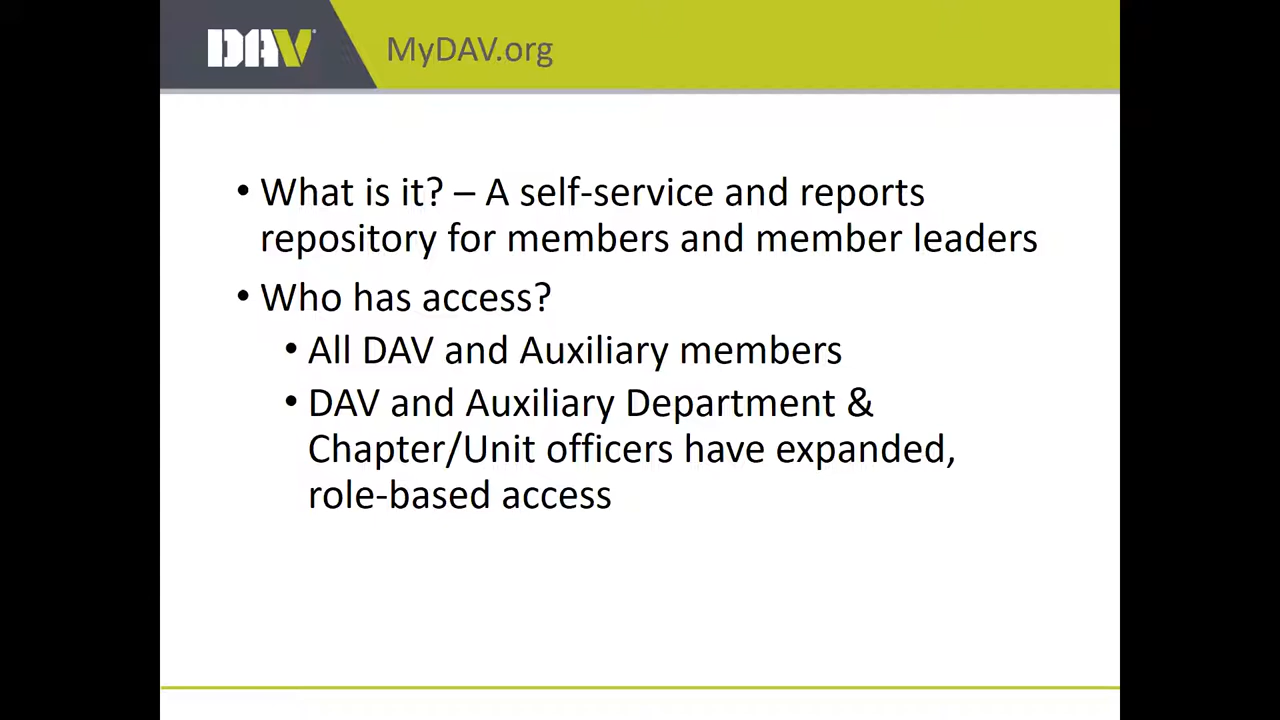 DAV
MyDAV.org
• What is it? – A self-service and reports
repository for members and member leaders
• Who has access?
• All DAV and Auxiliary members
• DAV and Auxiliary Department &
Chapter/Unit officers have expanded,
role-based access